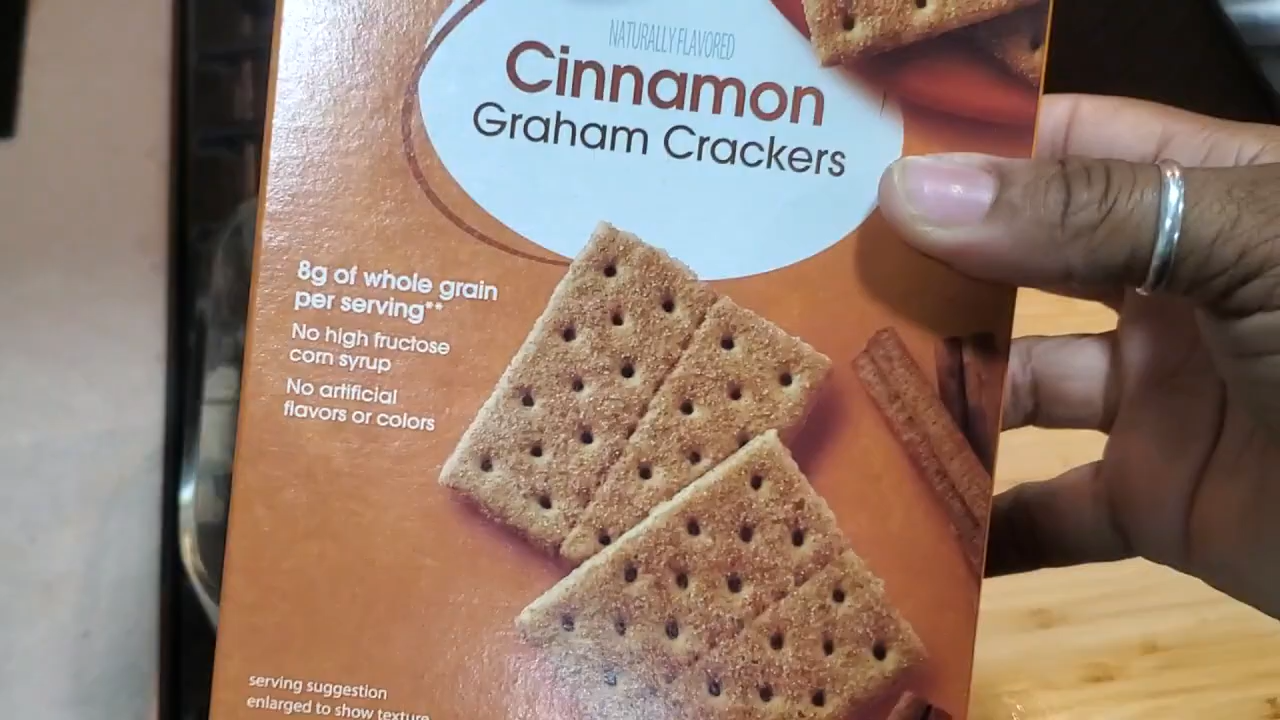 NATURALLY FLAVORED
Cinnamon
Graham Crackers
8g of whole grain
per serving**
No high fructose
corn syrup
No artificial
flavors or colors
serving suggestion
enlarged to show texture